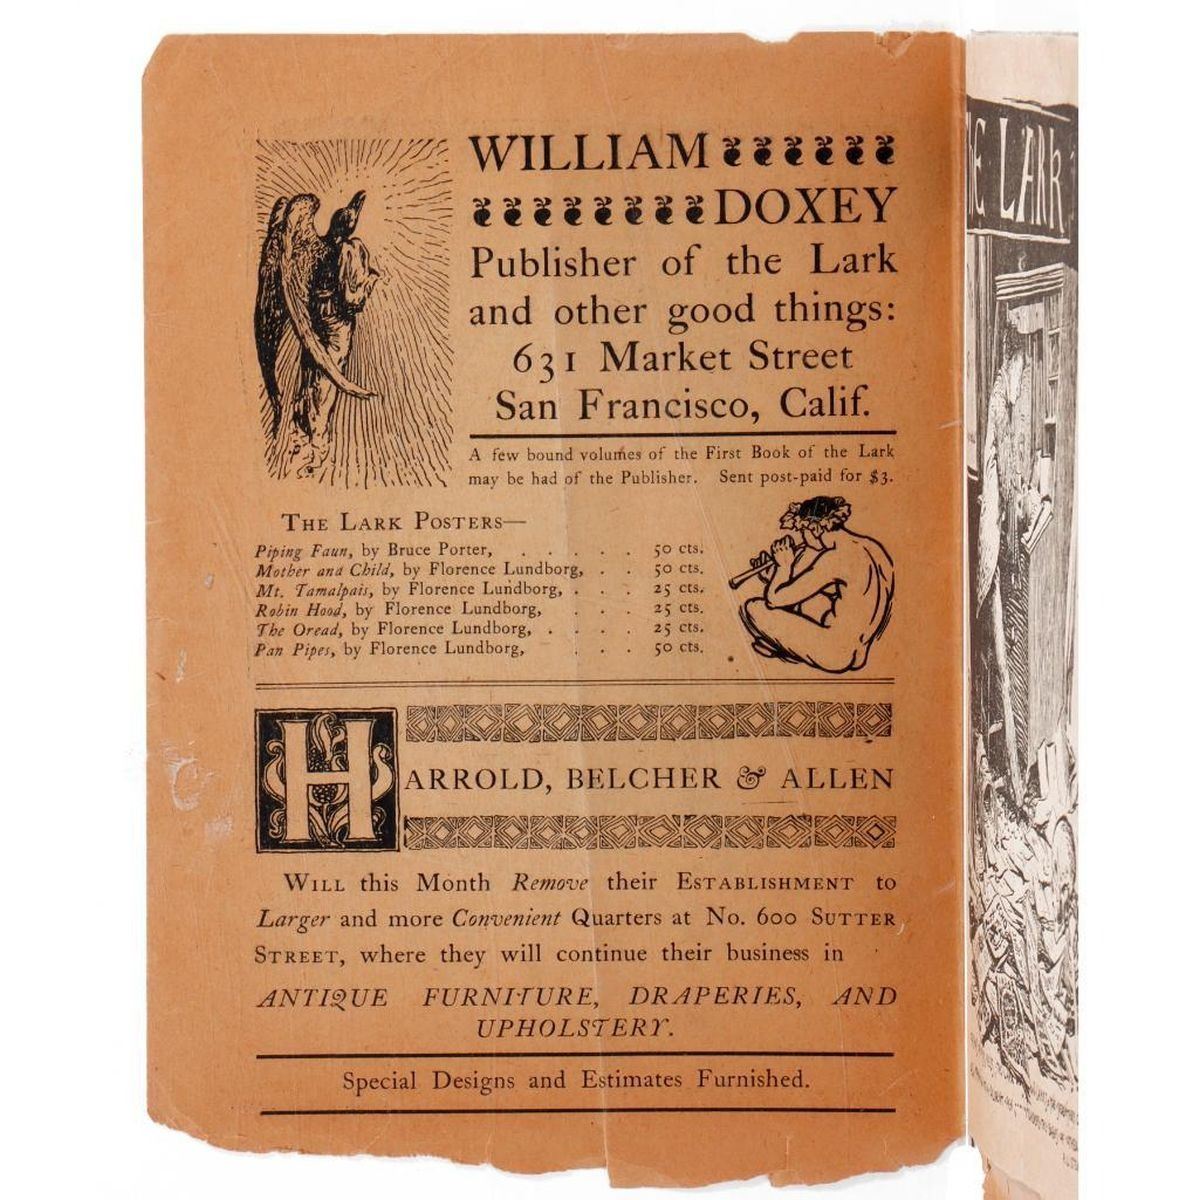 WILLIAM
DOXEY
Publisher of the Lark
and other good things:
631 Market Street
San Francisco, Calif.
A few bound volumes of the First Book of the Lark
may be had of the Publisher. Sent post-paid for $3.
THE LARK POSTERS—
Piping Faun, by Bruce Porter, . . . . . 50 cts.
Mother and Child, by Florence Lundborg, . . 50 cts.
Mt. Tamalpais, by Florence Lundborg, . . . 25 cts.
Robin Hood, by Florence Lundborg, . . . 25 cts.
The Oread, by Florence Lundborg, . . . . 25 cts.
Pan Pipes, by Florence Lundborg, . . . 50 cts.
HARROLD, BELCHER & ALLEN
WILL this Month Remove their ESTABLISHMENT to
Larger and more Convenient Quarters at No. 600 SUTTER
STREET, where they will continue their business in
ANTIQUE FURNITURE, DRAPERIES, AND
UPHOLSTERY.
Special Designs and Estimates Furnished.
LARK